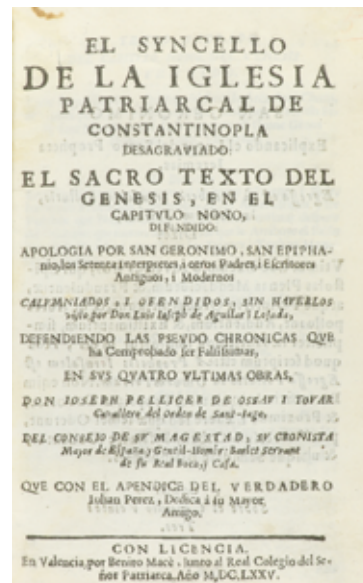 EL SYNCELLO
DE LA IGLESIA
PATRIARCAL DE
CONSTANTINOPLA
DESAGRAVIADO:
EL SACRO TEXTO DEL
GENESIS, EN EL
CAPITVLO NONO,
DEFENDIDO:
APOLOGIA POR SAN GERONIMO, SAN EPIPHA-
nio, los Setenta Interpretes i otros Padres, i Escritores
Antiguos, i Modernos
CALVMNIADOS, I OFENDIDOS, SIN HAVERLOS
visto por Don Luis Ioseph de Aguilar i Losada,
DEFENDIENDO LAS PSEVDO CHRONICAS QVE
ha Comprobado ser Falsissimas,
EN SVS QVATRO VLTIMAS OBRAS,
DON IOSEPH PELLICER DE OSSAV I TOVAR
Cavallero del Orden de Sant-Iago,
DEL CONSEJO DE SV MAGESTAD, SV CRONISTA
Mayor de España, y Gentil-Hombre Sarvant
de su Real Boca, y Casa.
QVE CON EL APENDICE DEL VERDADERO
Iulian Perez, Dedica à su Mayor
Amigo.
CON LICENCIA.
En Valencia, por Benito Macè, junto al Real Colegio del Se-
ñor Patriarca. Año M.DC.LXXV.